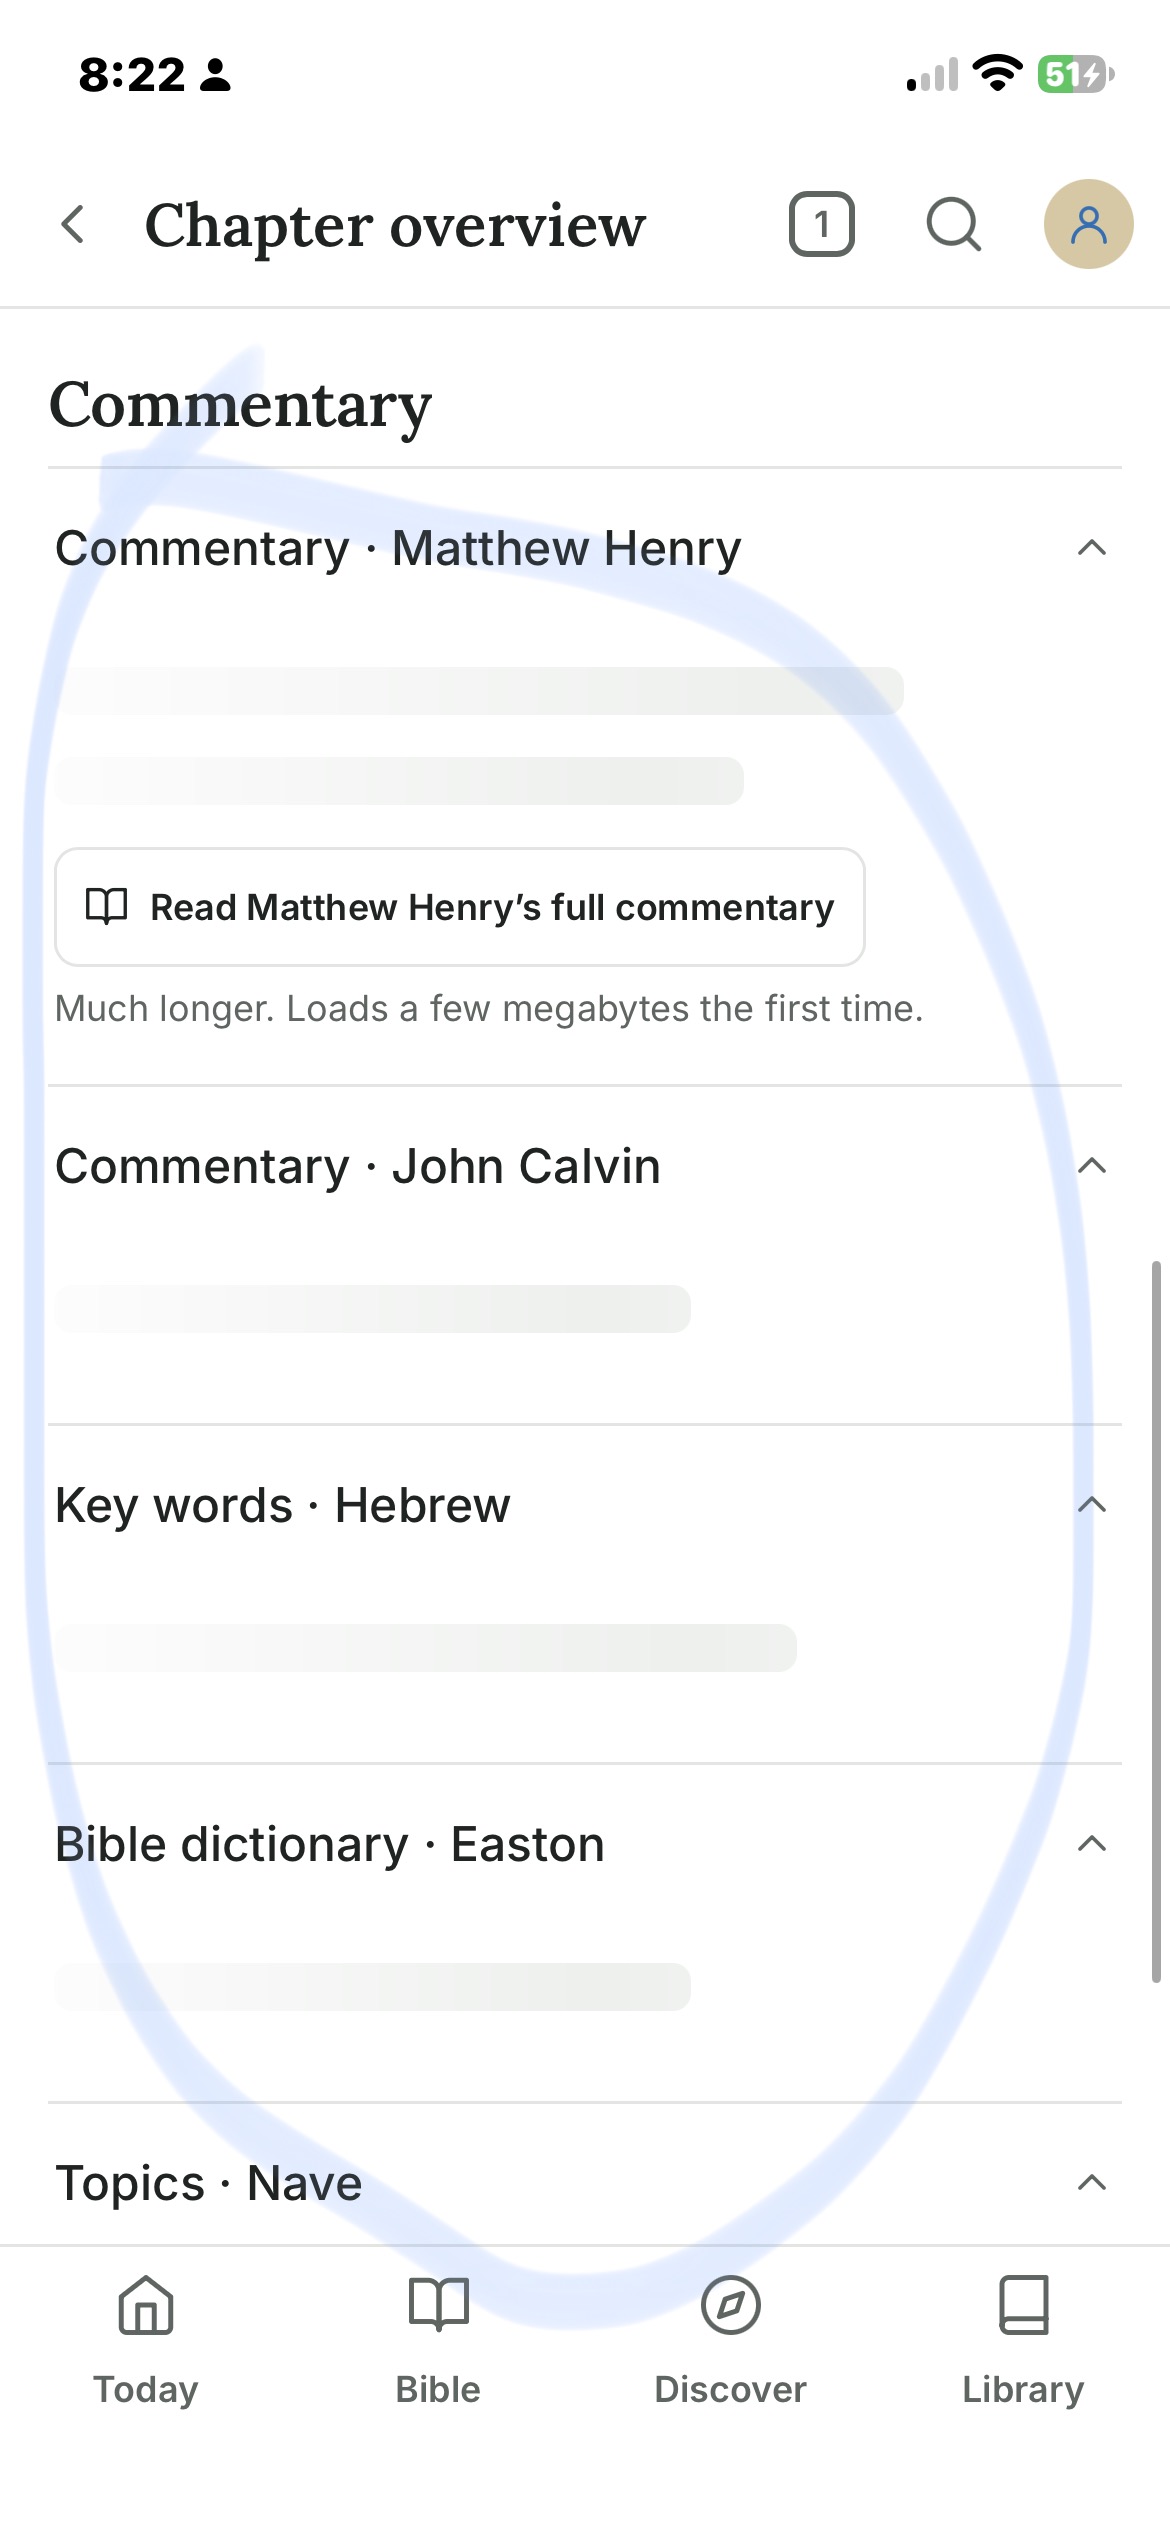 8:22
51
Chapter overview
1
Commentary
Commentary · Matthew Henry
Read Matthew Henry’s full commentary
Much longer. Loads a few megabytes the first time.
Commentary · John Calvin
Key words · Hebrew
Bible dictionary · Easton
Topics · Nave
Today
Bible
Discover
Library